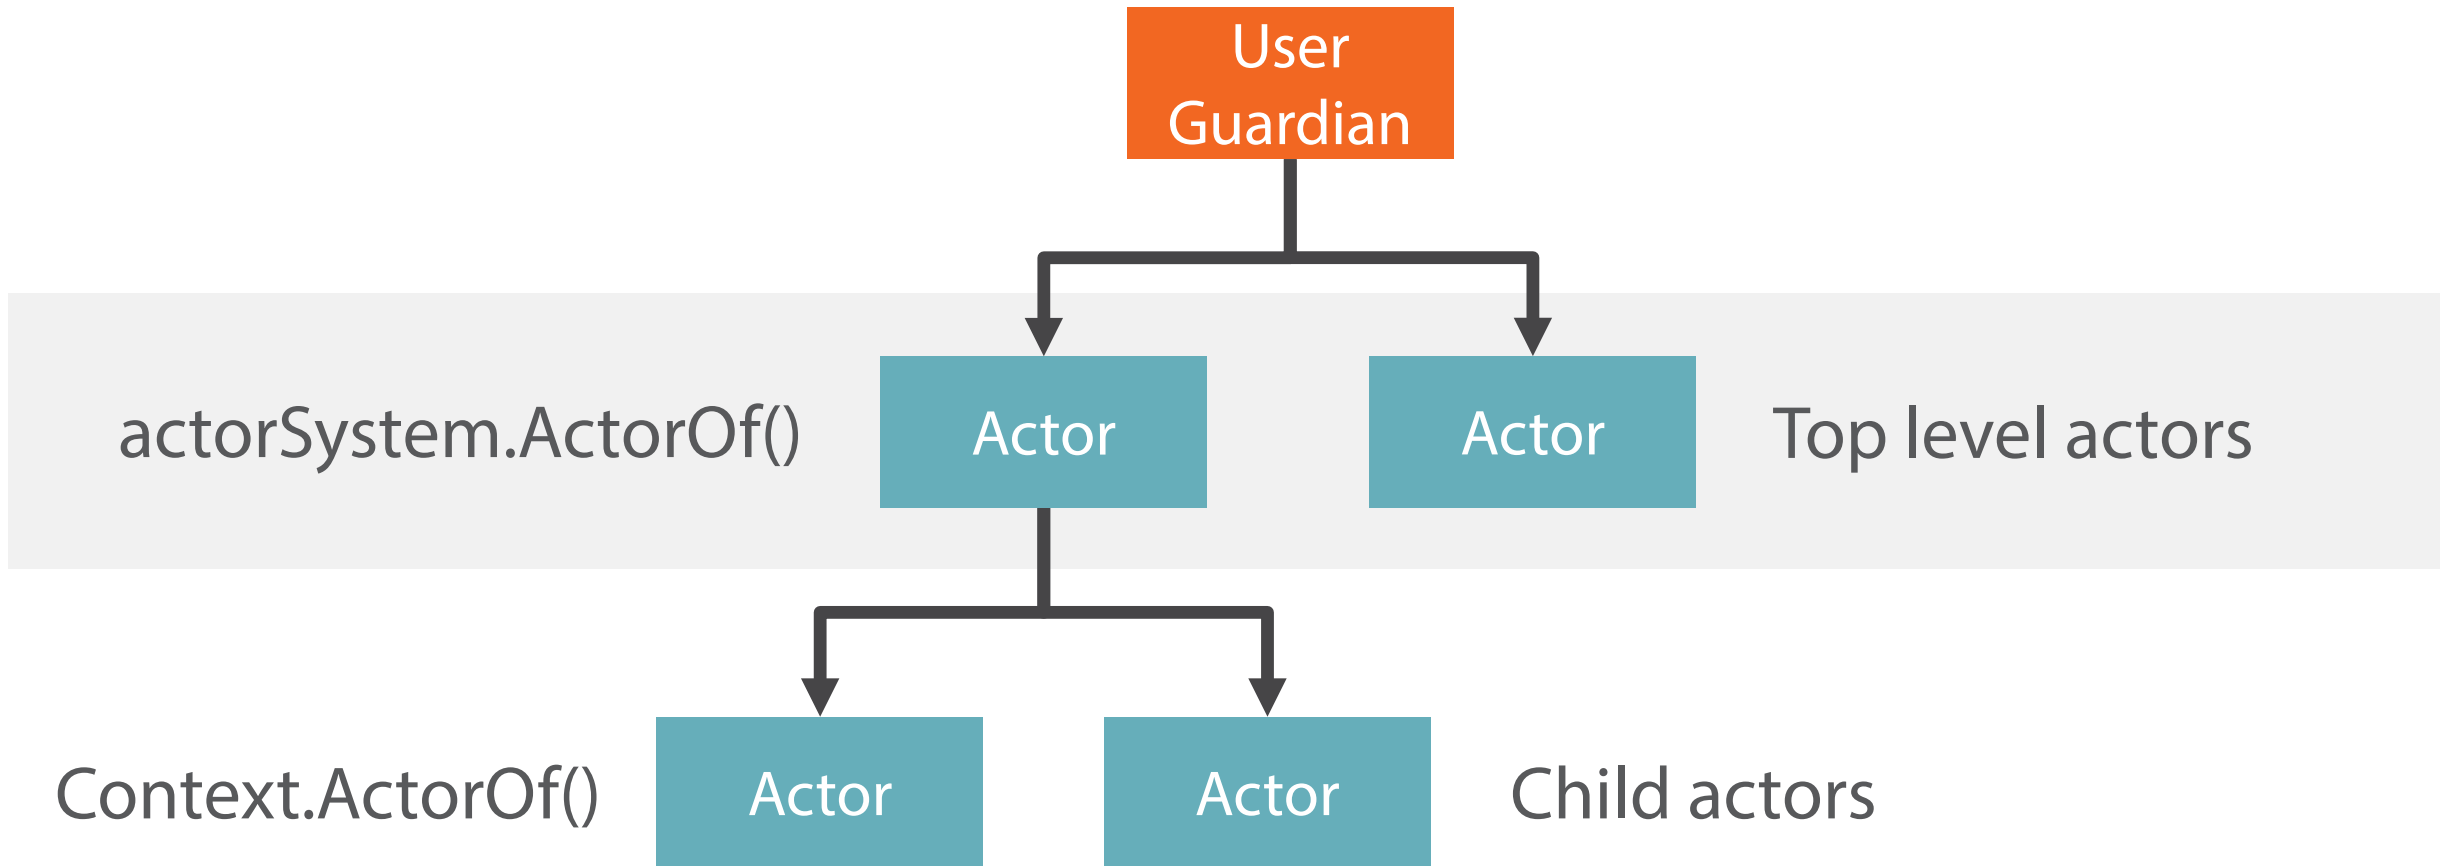 User
Guardian
actorSystem.ActorOf()
Actor
Actor
Top level actors
Context.ActorOf()
Actor
Actor
Child actors